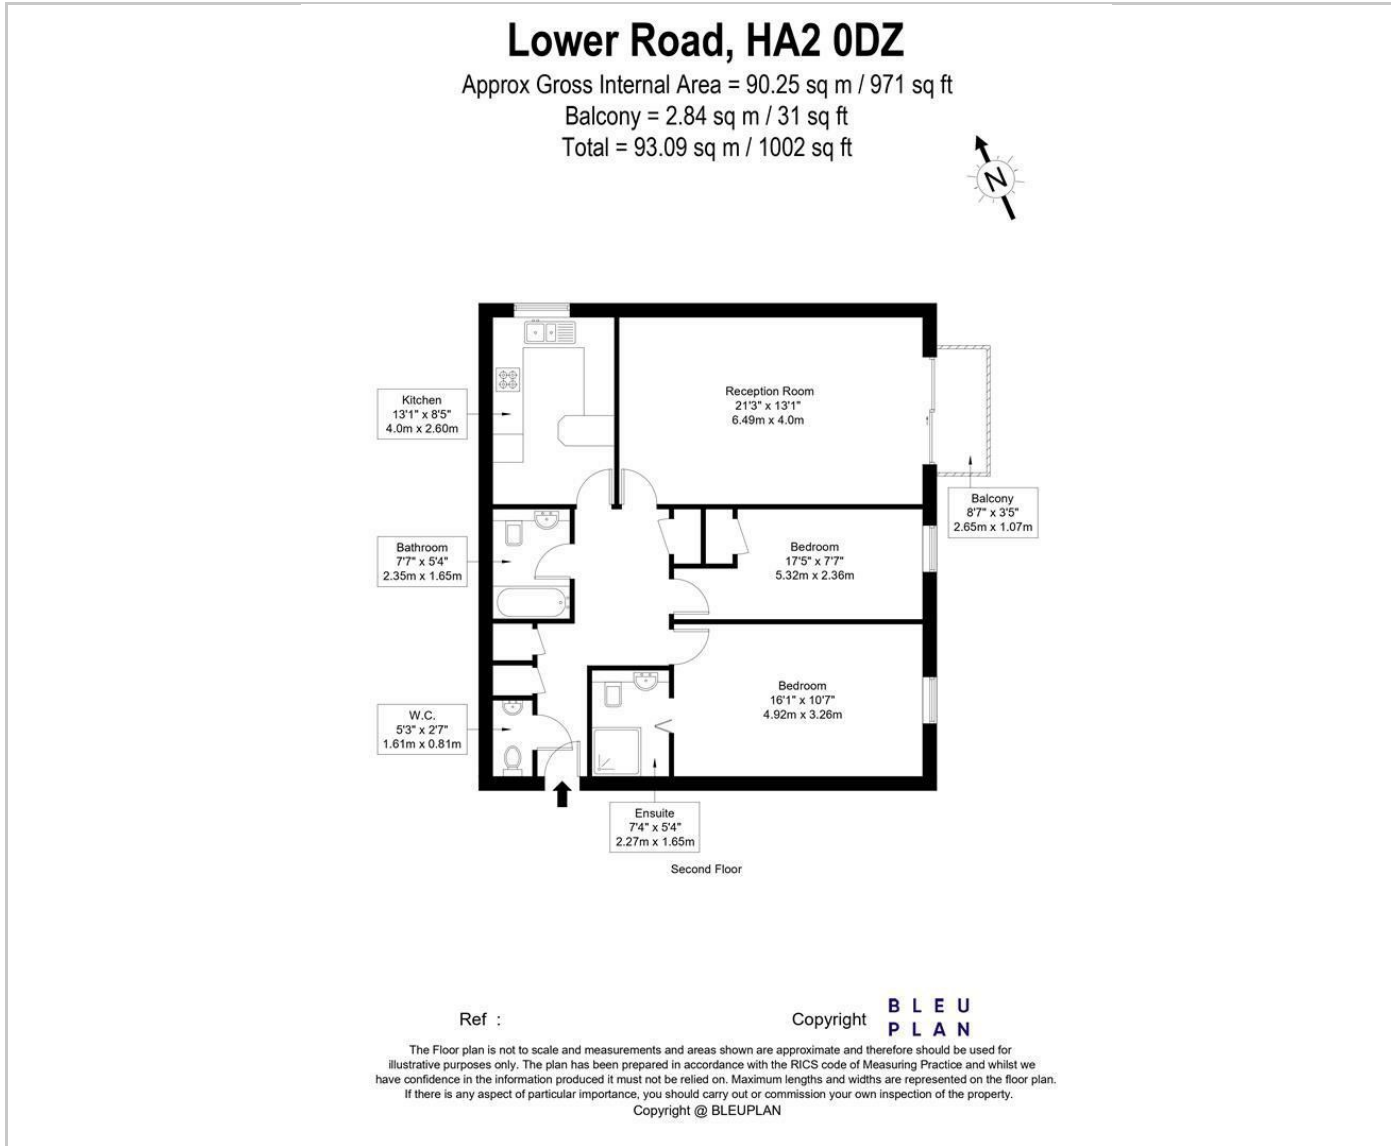 Lower Road, HA2 0DZ
Approx Gross Internal Area = 90.25 sq m / 971 sq ft
Balcony = 2.84 sq m / 31 sq ft
Total = 93.09 sq m / 1002 sq ft
N
Kitchen
13'1" x 8'5"
4.0m x 2.60m
Reception Room
21'3" x 13'1"
6.49m x 4.0m
Balcony
8'7" x 3'5"
2.65m x 1.07m
Bathroom
7'7" x 5'4"
2.35m x 1.65m
Bedroom
17'5" x 7'7"
5.32m x 2.36m
Bedroom
16'1" x 10'7"
4.92m x 3.26m
W.C.
5'3" x 2'7"
1.61m x 0.81m
Ensuite
7'4" x 5'4"
2.27m x 1.65m
Second Floor
Ref :
Copyright
BLEU
PLAN
The Floor plan is not to scale and measurements and areas shown are approximate and therefore should be used for
illustrative purposes only. The plan has been prepared in accordance with the RICS code of Measuring Practice and whilst we
have confidence in the information produced it must not be relied on. Maximum lengths and widths are represented on the floor plan.
If there is any aspect of particular importance, you should carry out or commission your own inspection of the property.
Copyright @ BLEUPLAN